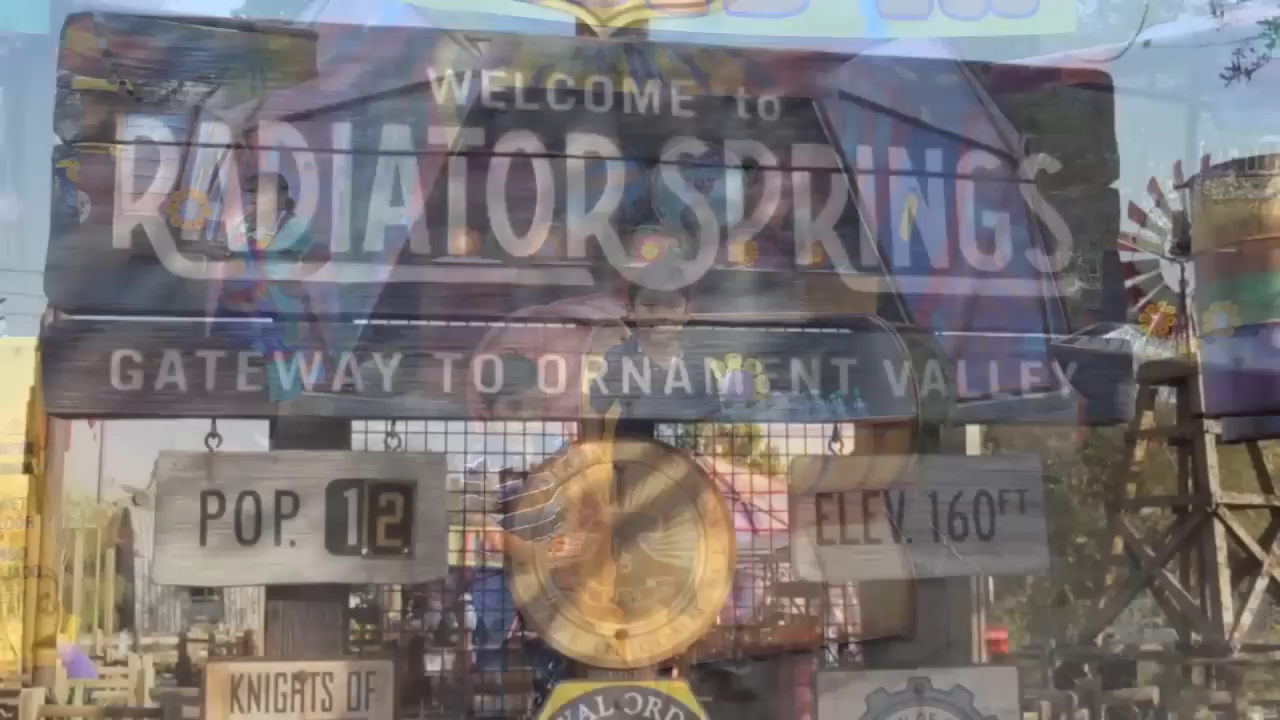 WELCOME to
RADIATOR SPRINGS
GATEWAY TO ORNAMENT VALLEY
POP. 12
ELEV. 160FT
KNIGHTS OF